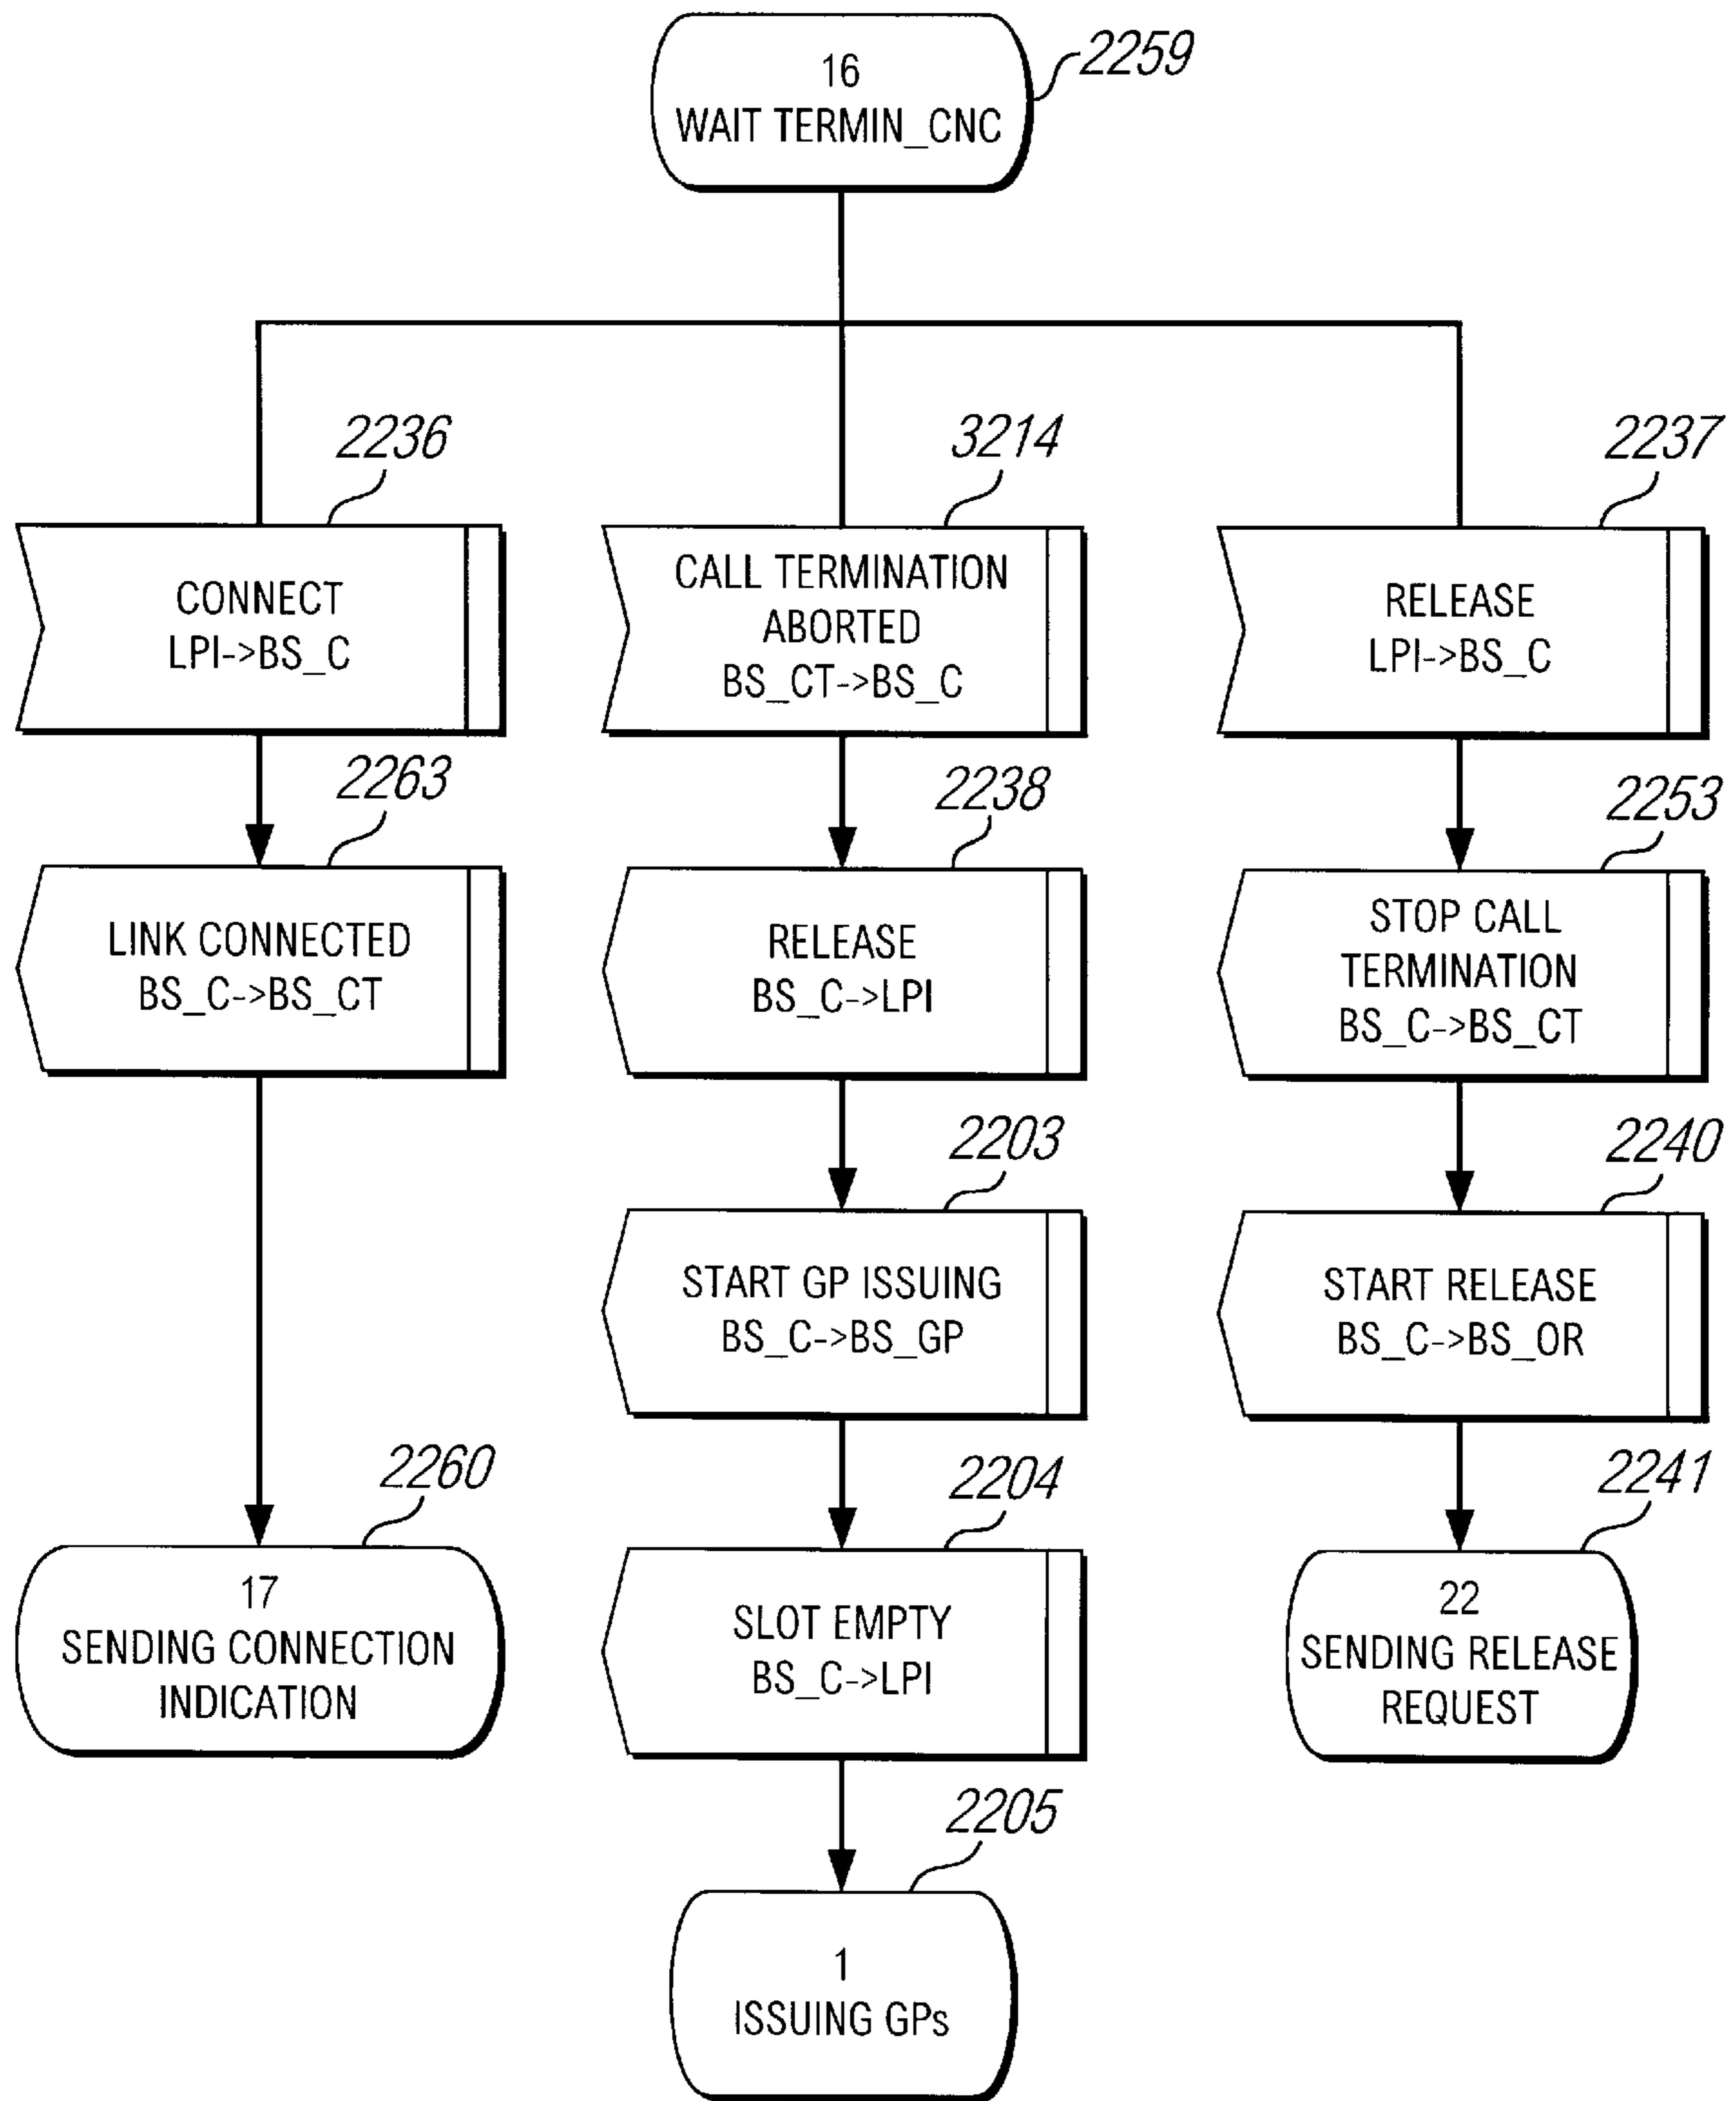 16
WAIT TERMIN_CNC
2259
2236
CONNECT
LPI->BS_C
2263
LINK CONNECTED
BS_C->BS_CT
2260
17
SENDING CONNECTION
INDICATION
3214
CALL TERMINATION
ABORTED
BS_CT->BS_C
2238
RELEASE
BS_C->LPI
2203
START GP ISSUING
BS_C->BS_GP
2204
SLOT EMPTY
BS_C->LPI
2205
1
ISSUING GPs
2237
RELEASE
LPI->BS_C
2253
STOP CALL
TERMINATION
BS_C->BS_CT
2240
START RELEASE
BS_C->BS_OR
2241
22
SENDING RELEASE
REQUEST